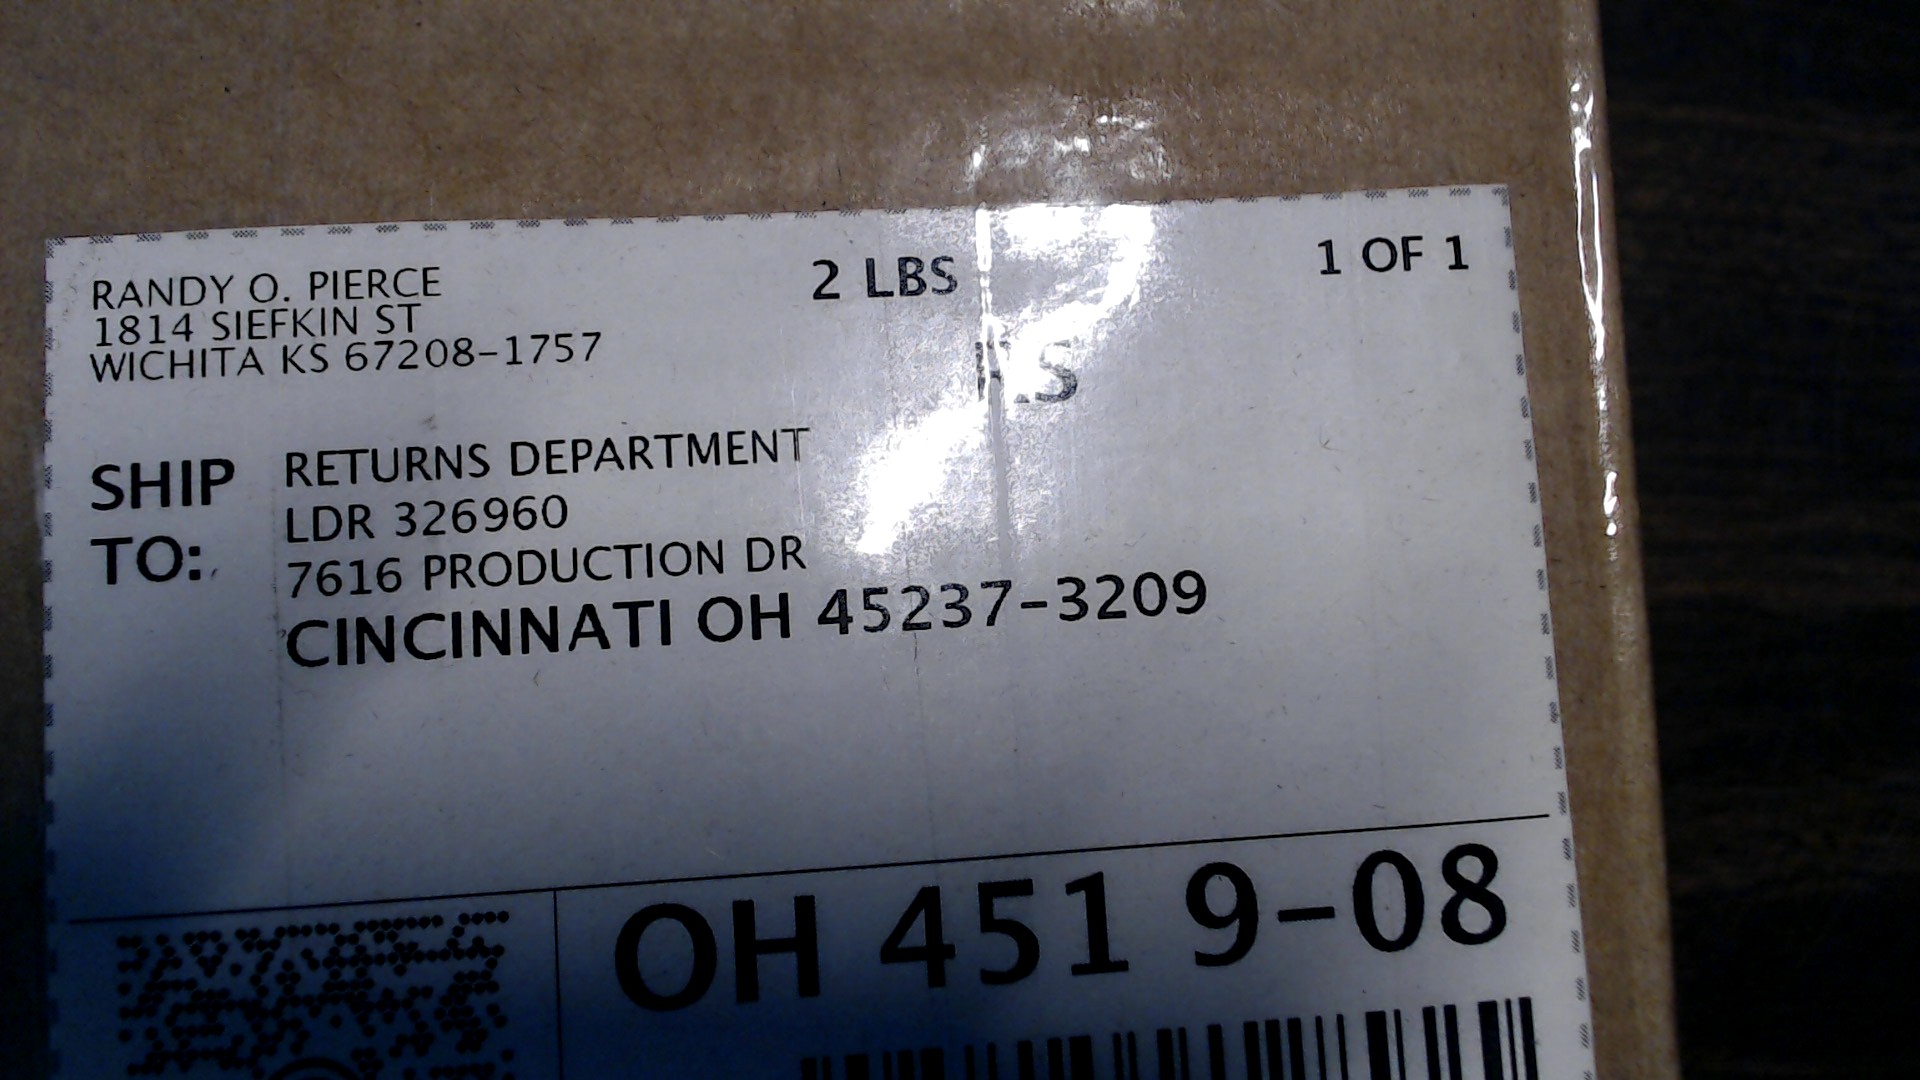 RANDY O. PIERCE
1814 SIEFKIN ST
WICHITA KS 67208-1757
2 LBS
1 OF 1
RS
SHIP TO:
RETURNS DEPARTMENT
LDR 326960
7616 PRODUCTION DR
CINCINNATI OH 45237-3209
OH 451 9-08